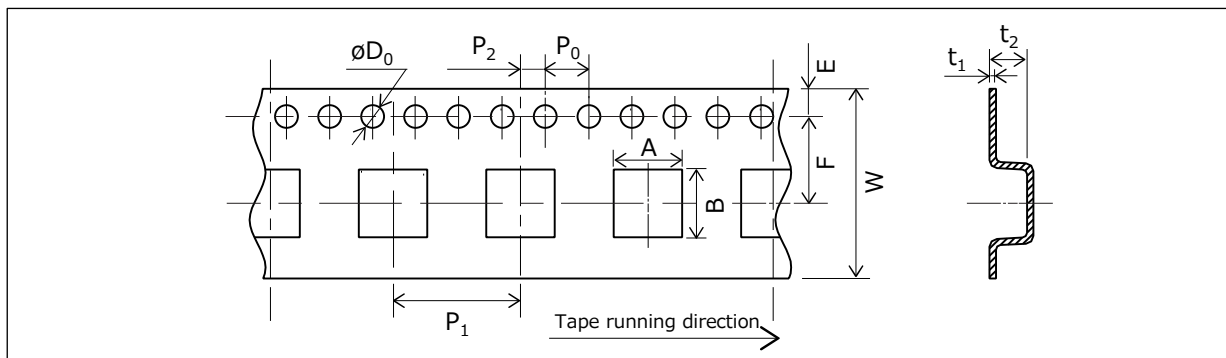 P₂
P₀
E
t₂
øD₀
t₁
A
F
B
W
P₁
Tape running direction